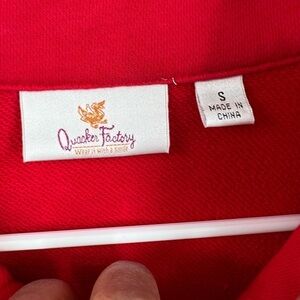 Quacker Factory
Wear it with a smile
S
MADE IN
CHINA